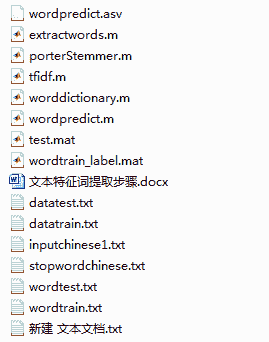 wordpredict.asv
extractwords.m
porterStemmer.m
tfidf.m
worddictionary.m
wordpredict.m
test.mat
wordtrain_label.mat
文本特征词提取步骤.docx
datatest.txt
datatrain.txt
inputchinese1.txt
stopwordchinese.txt
wordtest.txt
wordtrain.txt
新建 文本文档.txt